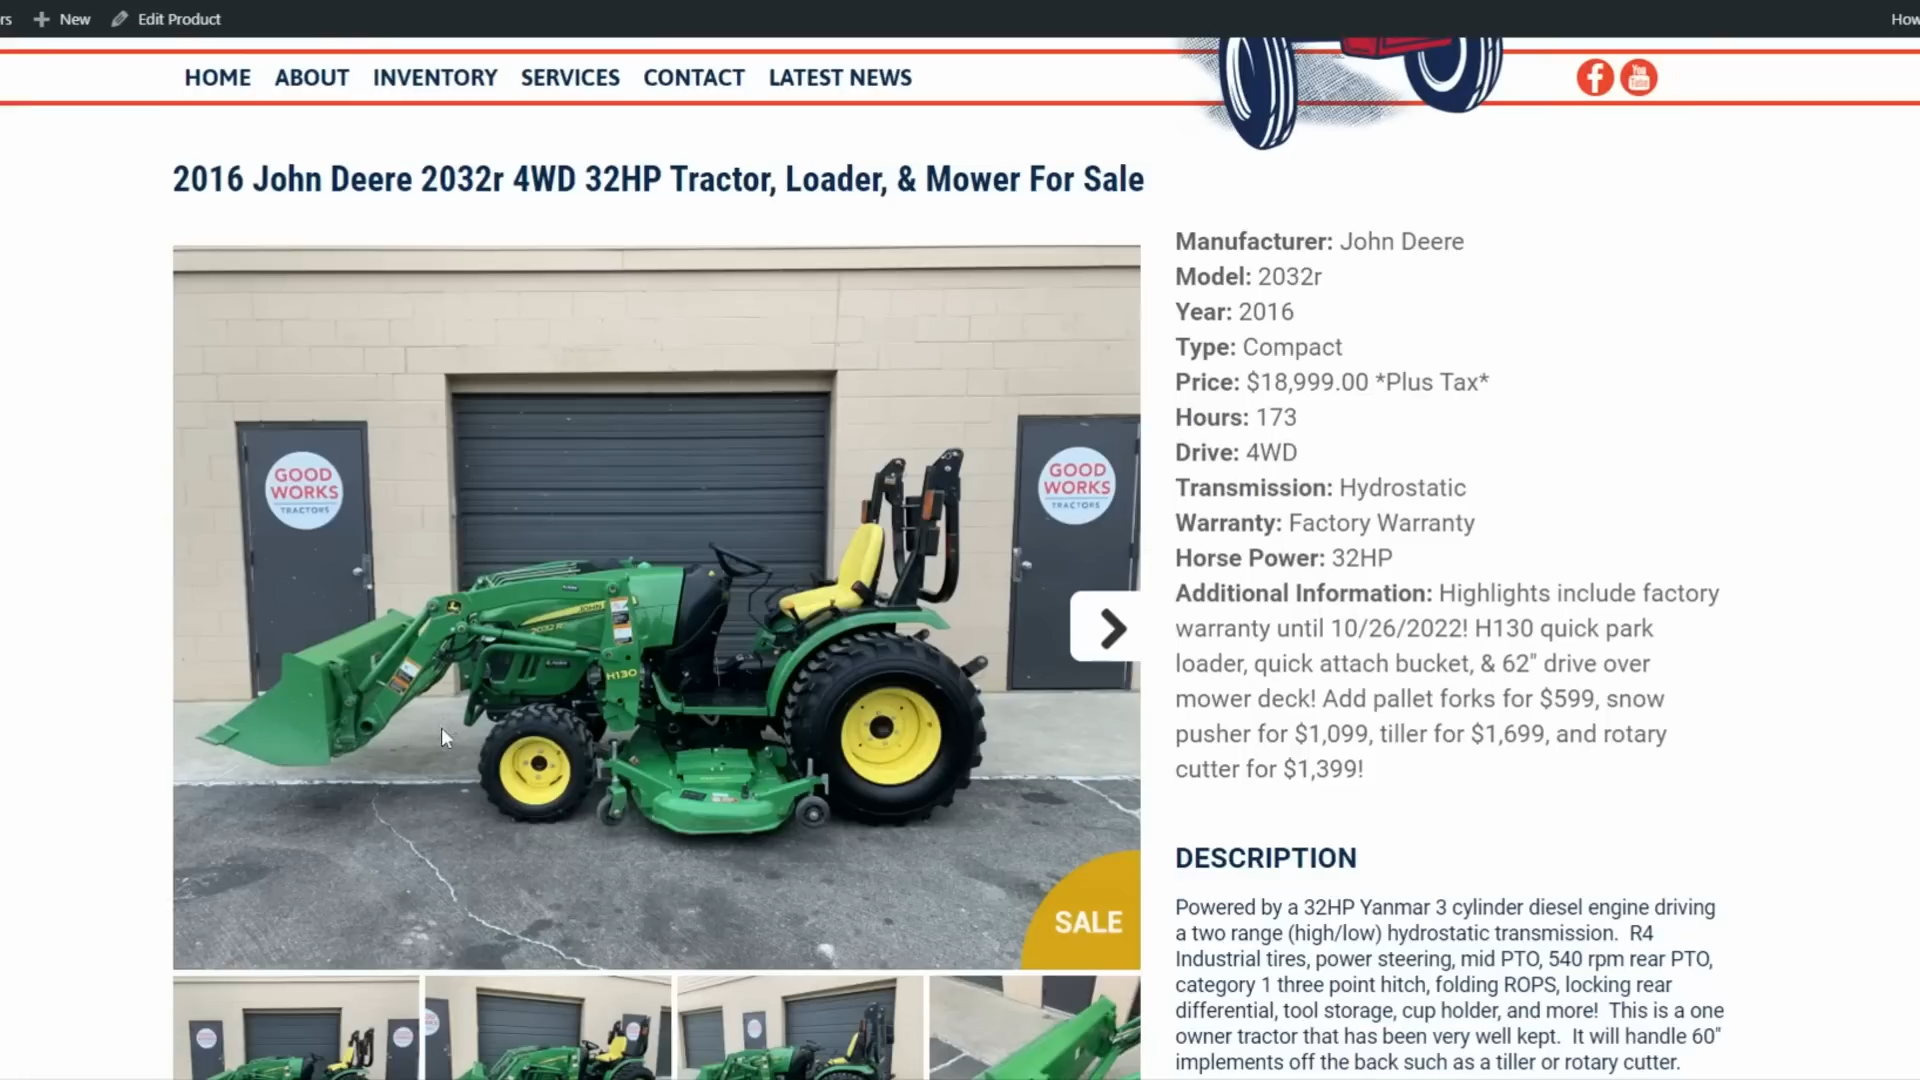 rs + New Edit Product How
HOME ABOUT INVENTORY SERVICES CONTACT LATEST NEWS
You
Tube
2016 John Deere 2032r 4WD 32HP Tractor, Loader, & Mower For Sale
GOOD
WORKS
TRACTORS
GOOD
WORKS
TRACTORS
JOHN
2032R
H130
SALE
Manufacturer: John Deere
Model: 2032r
Year: 2016
Type: Compact
Price: $18,999.00 *Plus Tax*
Hours: 173
Drive: 4WD
Transmission: Hydrostatic
Warranty: Factory Warranty
Horse Power: 32HP
Additional Information: Highlights include factory
warranty until 10/26/2022! H130 quick park
loader, quick attach bucket, & 62" drive over
mower deck! Add pallet forks for $599, snow
pusher for $1,099, tiller for $1,699, and rotary
cutter for $1,399!
DESCRIPTION
Powered by a 32HP Yanmar 3 cylinder diesel engine driving
a two range (high/low) hydrostatic transmission. R4
Industrial tires, power steering, mid PTO, 540 rpm rear PTO,
category 1 three point hitch, folding ROPS, locking rear
differential, tool storage, cup holder, and more! This is a one
owner tractor that has been very well kept. It will handle 60"
implements off the back such as a tiller or rotary cutter.